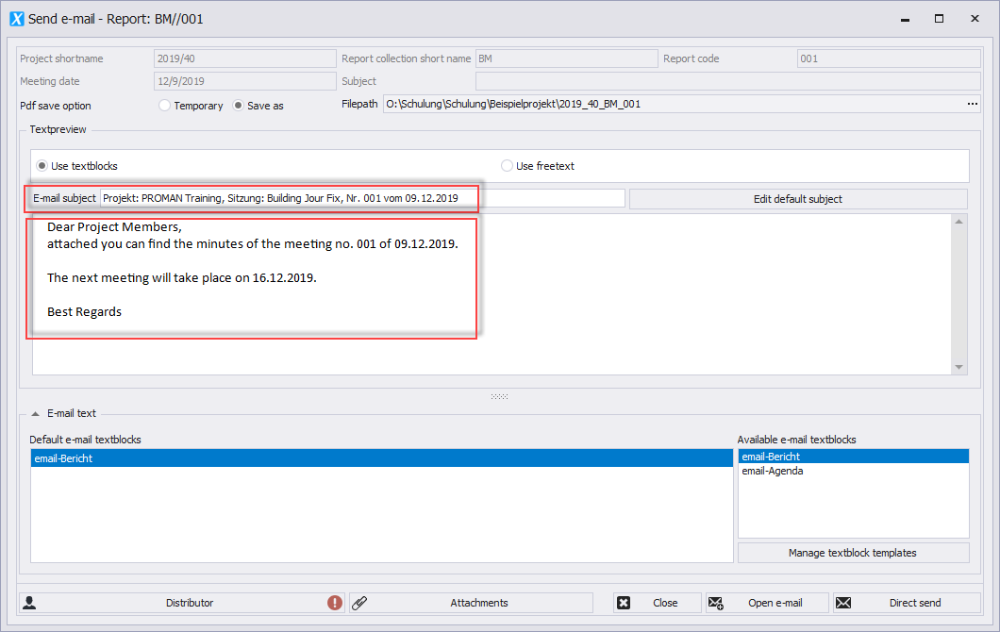 Send e-mail - Report: BM//001
Project shortname 2019/40 Report collection short name BM Report code 001
Meeting date 12/9/2019 Subject
Pdf save option Temporary Save as Filepath O:\Schulung\Schulung\Beispielprojekt\2019_40_BM_001 ...
Textpreview
Use textblocks Use freetext
E-mail subject Projekt: PROMAN Training, Sitzung: Building Jour Fix, Nr. 001 vom 09.12.2019 Edit default subject
Dear Project Members,
attached you can find the minutes of the meeting no. 001 of 09.12.2019.
The next meeting will take place on 16.12.2019.
Best Regards
E-mail text
Default e-mail textblocks Available e-mail textblocks
email-Bericht email-Bericht
email-Agenda
Manage textblock templates
Distributor Attachments Close Open e-mail Direct send